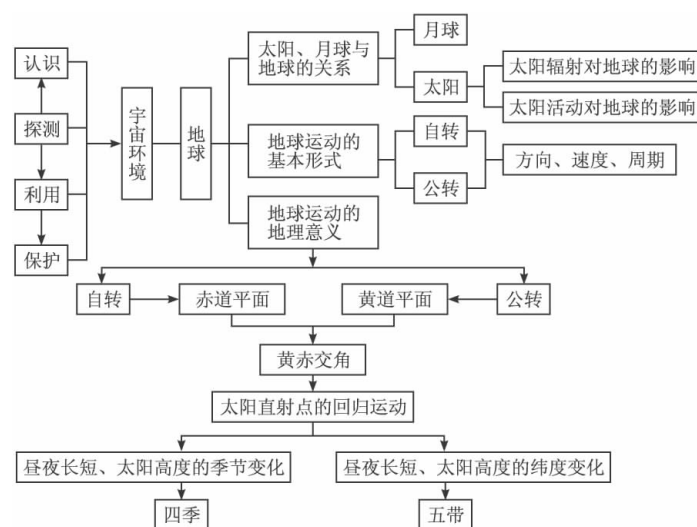 认识
探测
利用
保护
宇宙环境
地球
太阳、月球与
地球的关系
月球
太阳
太阳辐射对地球的影响
太阳活动对地球的影响
地球运动的
基本形式
自转
公转
方向、速度、周期
地球运动的
地理意义
自转
赤道平面
黄道平面
公转
黄赤交角
太阳直射点的回归运动
昼夜长短、太阳高度的季节变化
昼夜长短、太阳高度的纬度变化
四季
五带